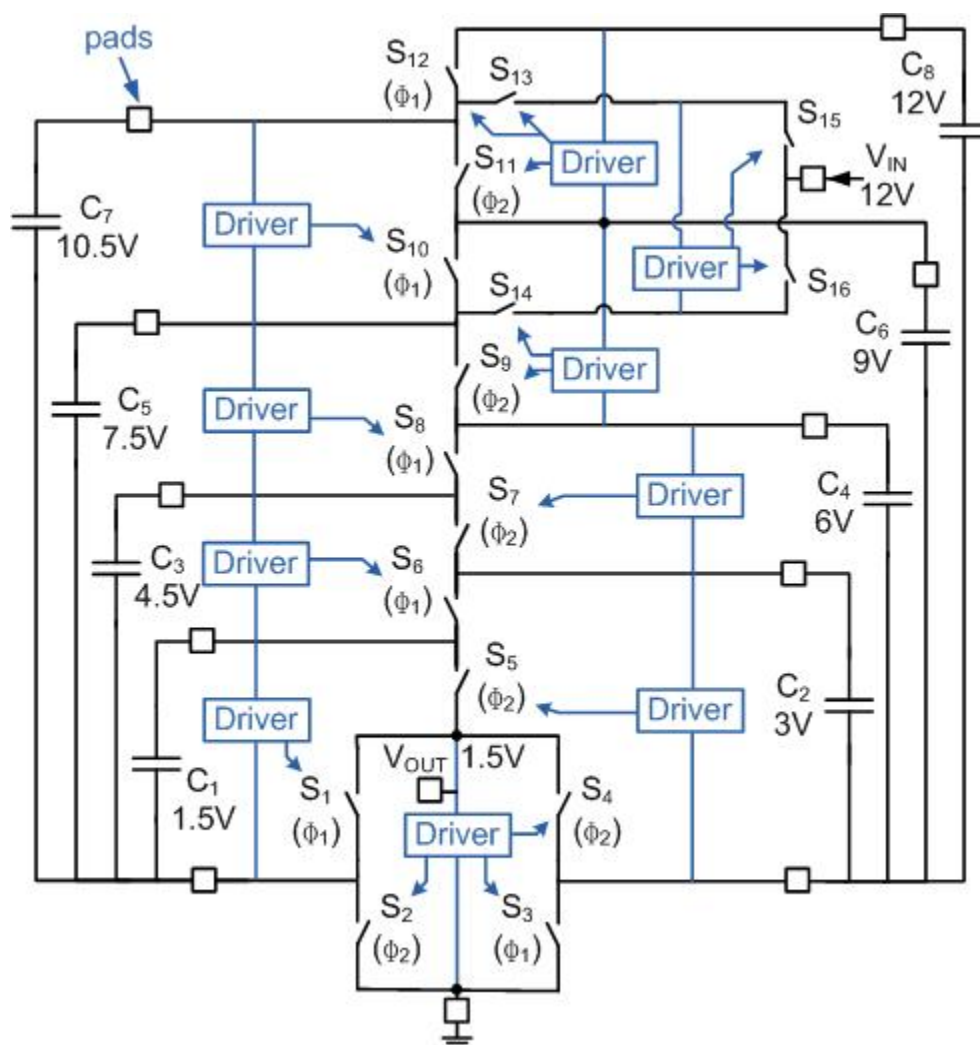 pads
S₁₂
(Φ₁)
S₁₃
C₈
12V
S₁₅
S₁₁
(Φ₂)
Driver
V_IN
12V
C₇
10.5V
Driver
S₁₀
(Φ₁)
Driver
S₁₆
S₁₄
C₆
9V
S₉
(Φ₂)
Driver
C₅
7.5V
Driver
S₈
(Φ₁)
S₇
(Φ₂)
Driver
C₄
6V
C₃
4.5V
Driver
S₆
(Φ₁)
S₅
(Φ₂)
Driver
C₂
3V
Driver
V_OUT 1.5V
C₁
1.5V
S₁
(Φ₁)
Driver
S₄
(Φ₂)
S₂
(Φ₂)
S₃
(Φ₁)